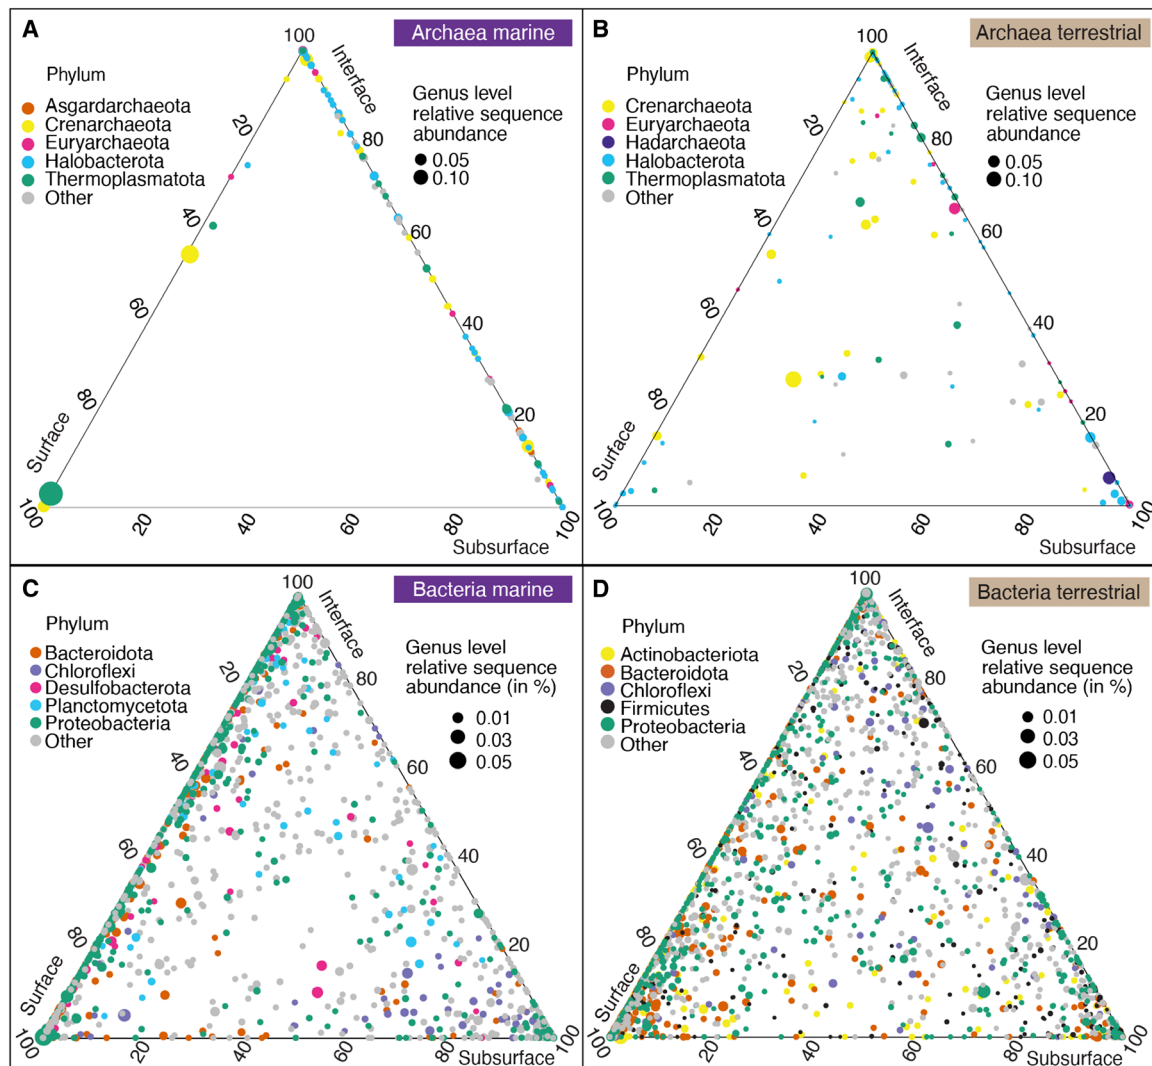 A
Archaea marine
Phylum
Asgardarchaeota
Crenarchaeota
Euryarchaeota
Halobacterota
Thermoplasmatota
Other
Genus level
relative sequence
abundance
0.05
0.10
100
Interface
80
60
40
20
20
40
60
80
Surface
100
20
40
60
80
100
Subsurface
B
Archaea terrestrial
Phylum
Crenarchaeota
Euryarchaeota
Hadarchaeota
Halobacterota
Thermoplasmatota
Other
Genus level
relative sequence
abundance
0.05
0.10
100
Interface
80
60
40
20
20
40
60
80
Surface
100
20
40
60
80
100
Subsurface
C
Bacteria marine
Phylum
Bacteroidota
Chloroflexi
Desulfobacterota
Planctomycetota
Proteobacteria
Other
Genus level
relative sequence
abundance (in %)
0.01
0.03
0.05
100
Interface
80
60
40
20
20
40
60
80
Surface
100
20
40
60
80
100
Subsurface
D
Bacteria terrestrial
Phylum
Actinobacteriota
Bacteroidota
Chloroflexi
Firmicutes
Proteobacteria
Other
Genus level
relative sequence
abundance (in %)
0.01
0.03
0.05
100
Interface
80
60
40
20
20
40
60
80
Surface
100
20
40
60
80
100
Subsurface